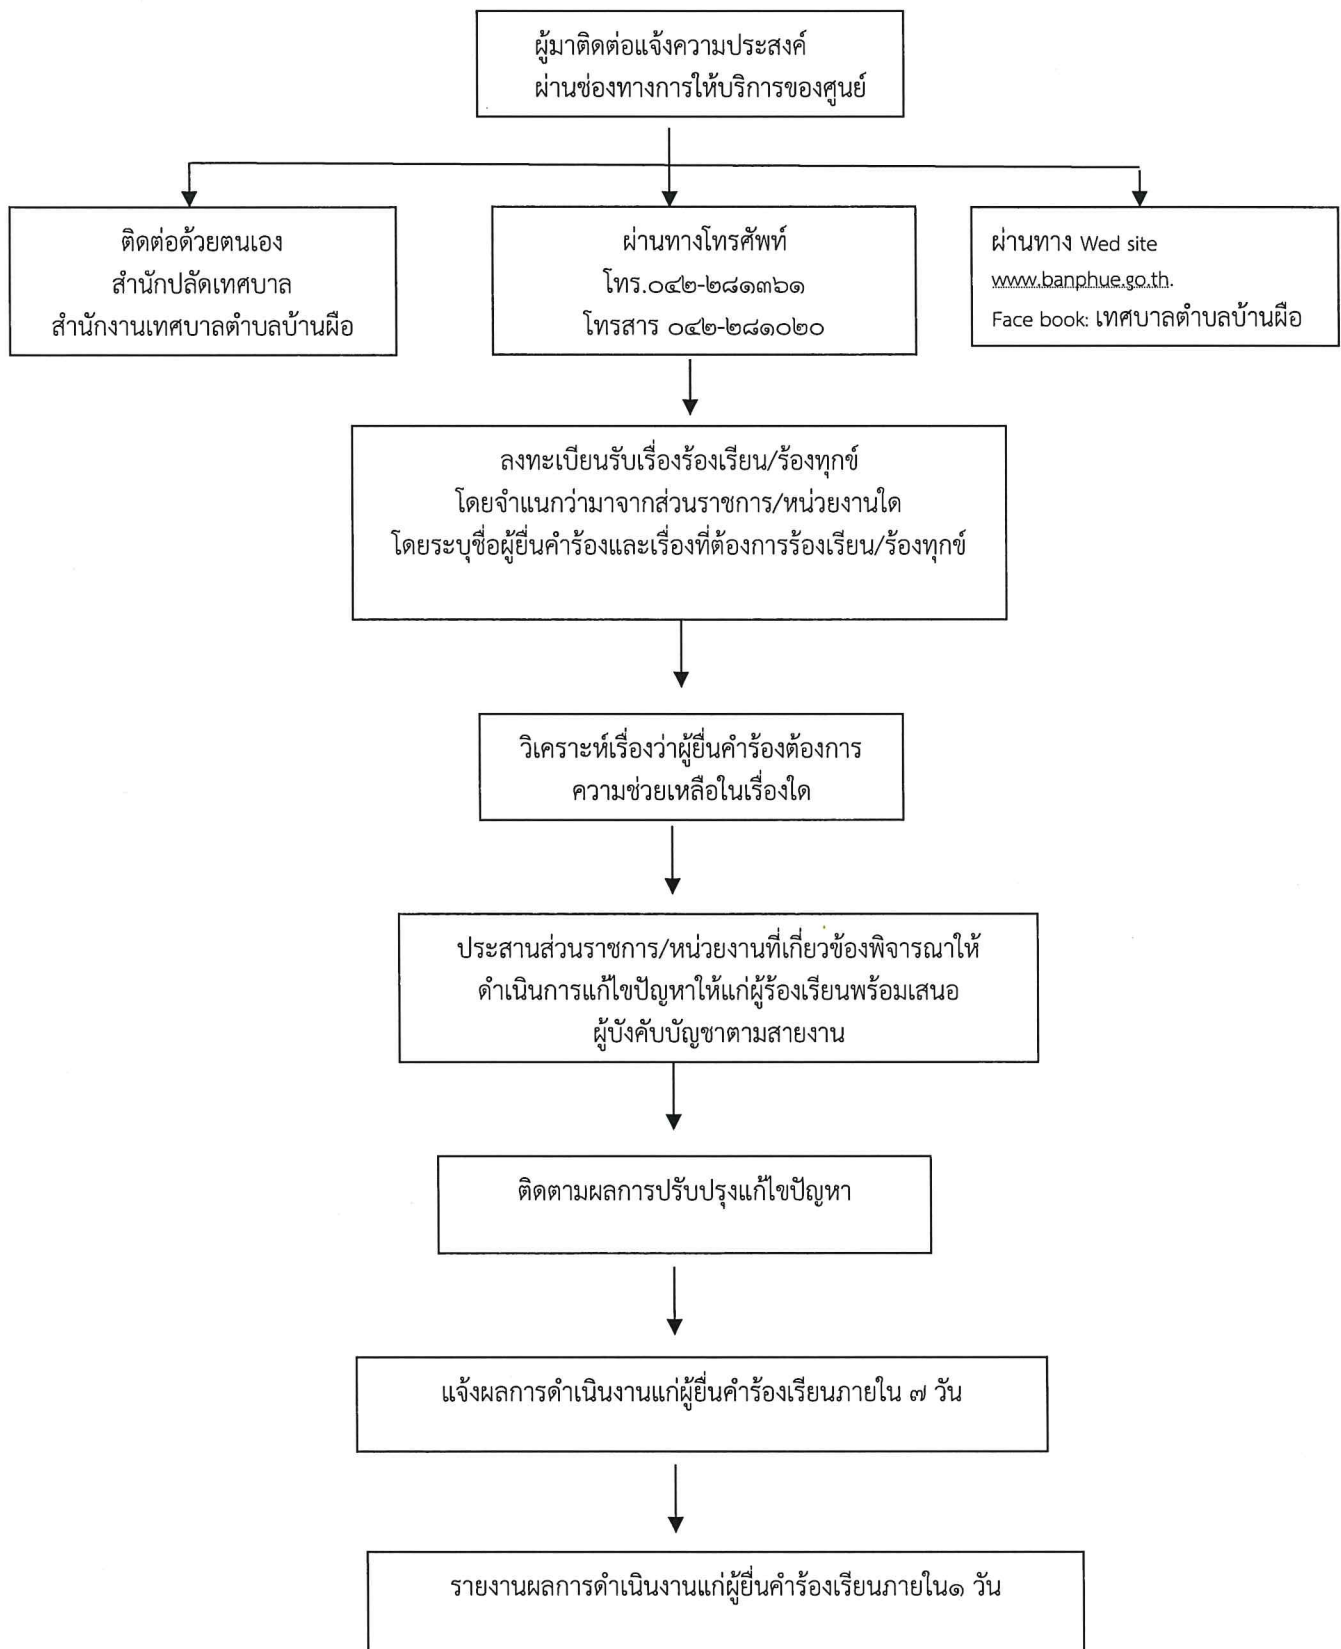 ผู้มาติดต่อแจ้งความประสงค์
ผ่านช่องทางการให้บริการของศูนย์
ติดต่อด้วยตนเอง
สำนักปลัดเทศบาล
สำนักงานเทศบาลตำบลบ้านผือ
ผ่านทางโทรศัพท์
โทร.๐๔๒-๒๘๑๓๖๑
โทรสาร ๐๔๒-๒๘๑๐๒๐
ผ่านทาง Wed site
www.banphue.go.th.
Face book: เทศบาลตำบลบ้านผือ
ลงทะเบียนรับเรื่องร้องเรียน/ร้องทุกข์
โดยจำแนกว่ามาจากส่วนราชการ/หน่วยงานใด
โดยระบุชื่อผู้ยื่นคำร้องและเรื่องที่ต้องการร้องเรียน/ร้องทุกข์
วิเคราะห์เรื่องว่าผู้ยื่นคำร้องต้องการ
ความช่วยเหลือในเรื่องใด
ประสานส่วนราชการ/หน่วยงานที่เกี่ยวข้องพิจารณาให้
ดำเนินการแก้ไขปัญหาให้แก่ผู้ร้องเรียนพร้อมเสนอ
ผู้บังคับบัญชาตามสายงาน
ติดตามผลการปรับปรุงแก้ไขปัญหา
แจ้งผลการดำเนินงานแก่ผู้ยื่นคำร้องเรียนภายใน ๗ วัน
รายงานผลการดำเนินงานแก่ผู้ยื่นคำร้องเรียนภายใน๑ วัน